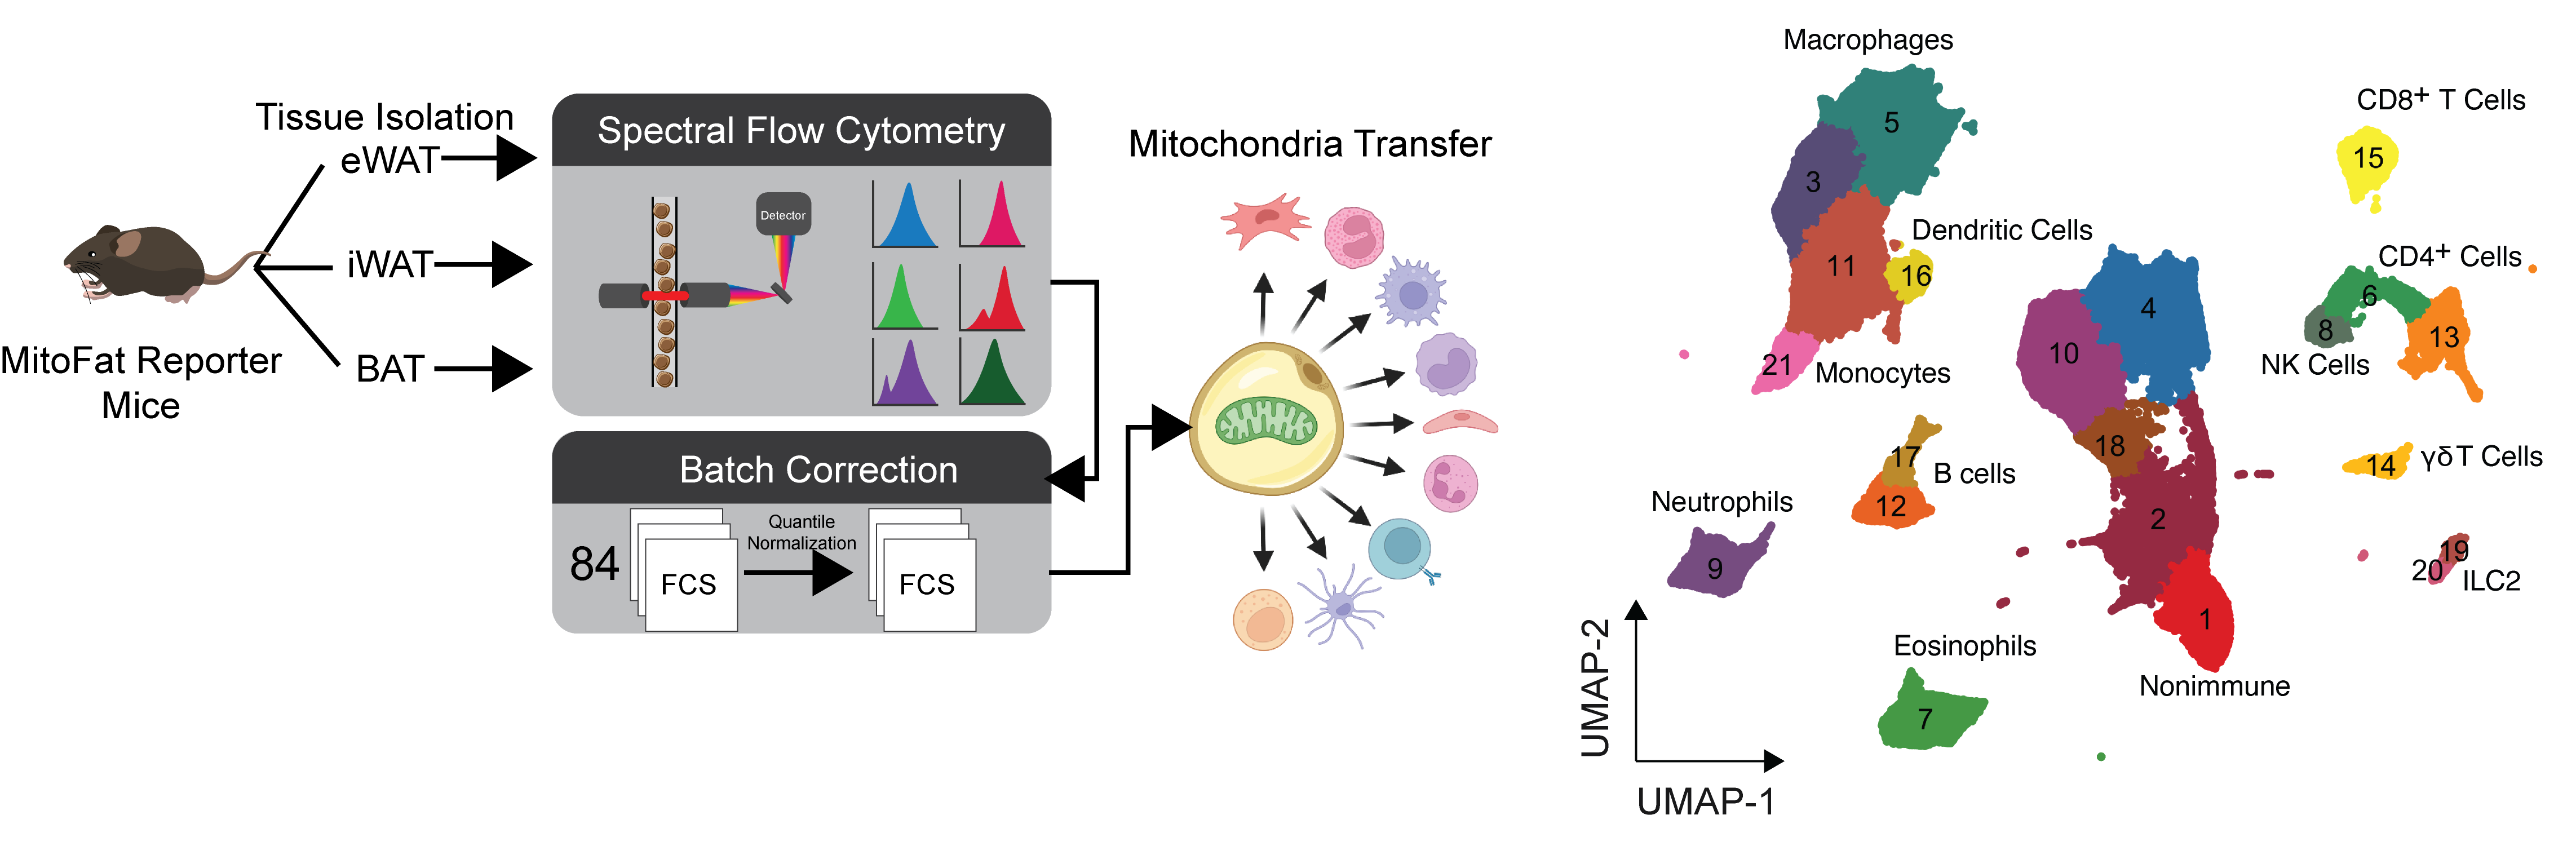 Tissue Isolation
eWAT
iWAT
BAT
MitoFat Reporter
Mice
Spectral Flow Cytometry
Detector
Batch Correction
84
FCS
Quantile
Normalization
FCS
Mitochondria Transfer
Macrophages
5
3
11
Dendritic Cells
16
21
Monocytes
CD8⁺ T Cells
15
CD4⁺ Cells
6
8
13
NK Cells
4
10
18
2
1
Nonimmune
17
B cells
12
14
γδT Cells
Neutrophils
9
19
20
ILC2
Eosinophils
7
UMAP-2
UMAP-1